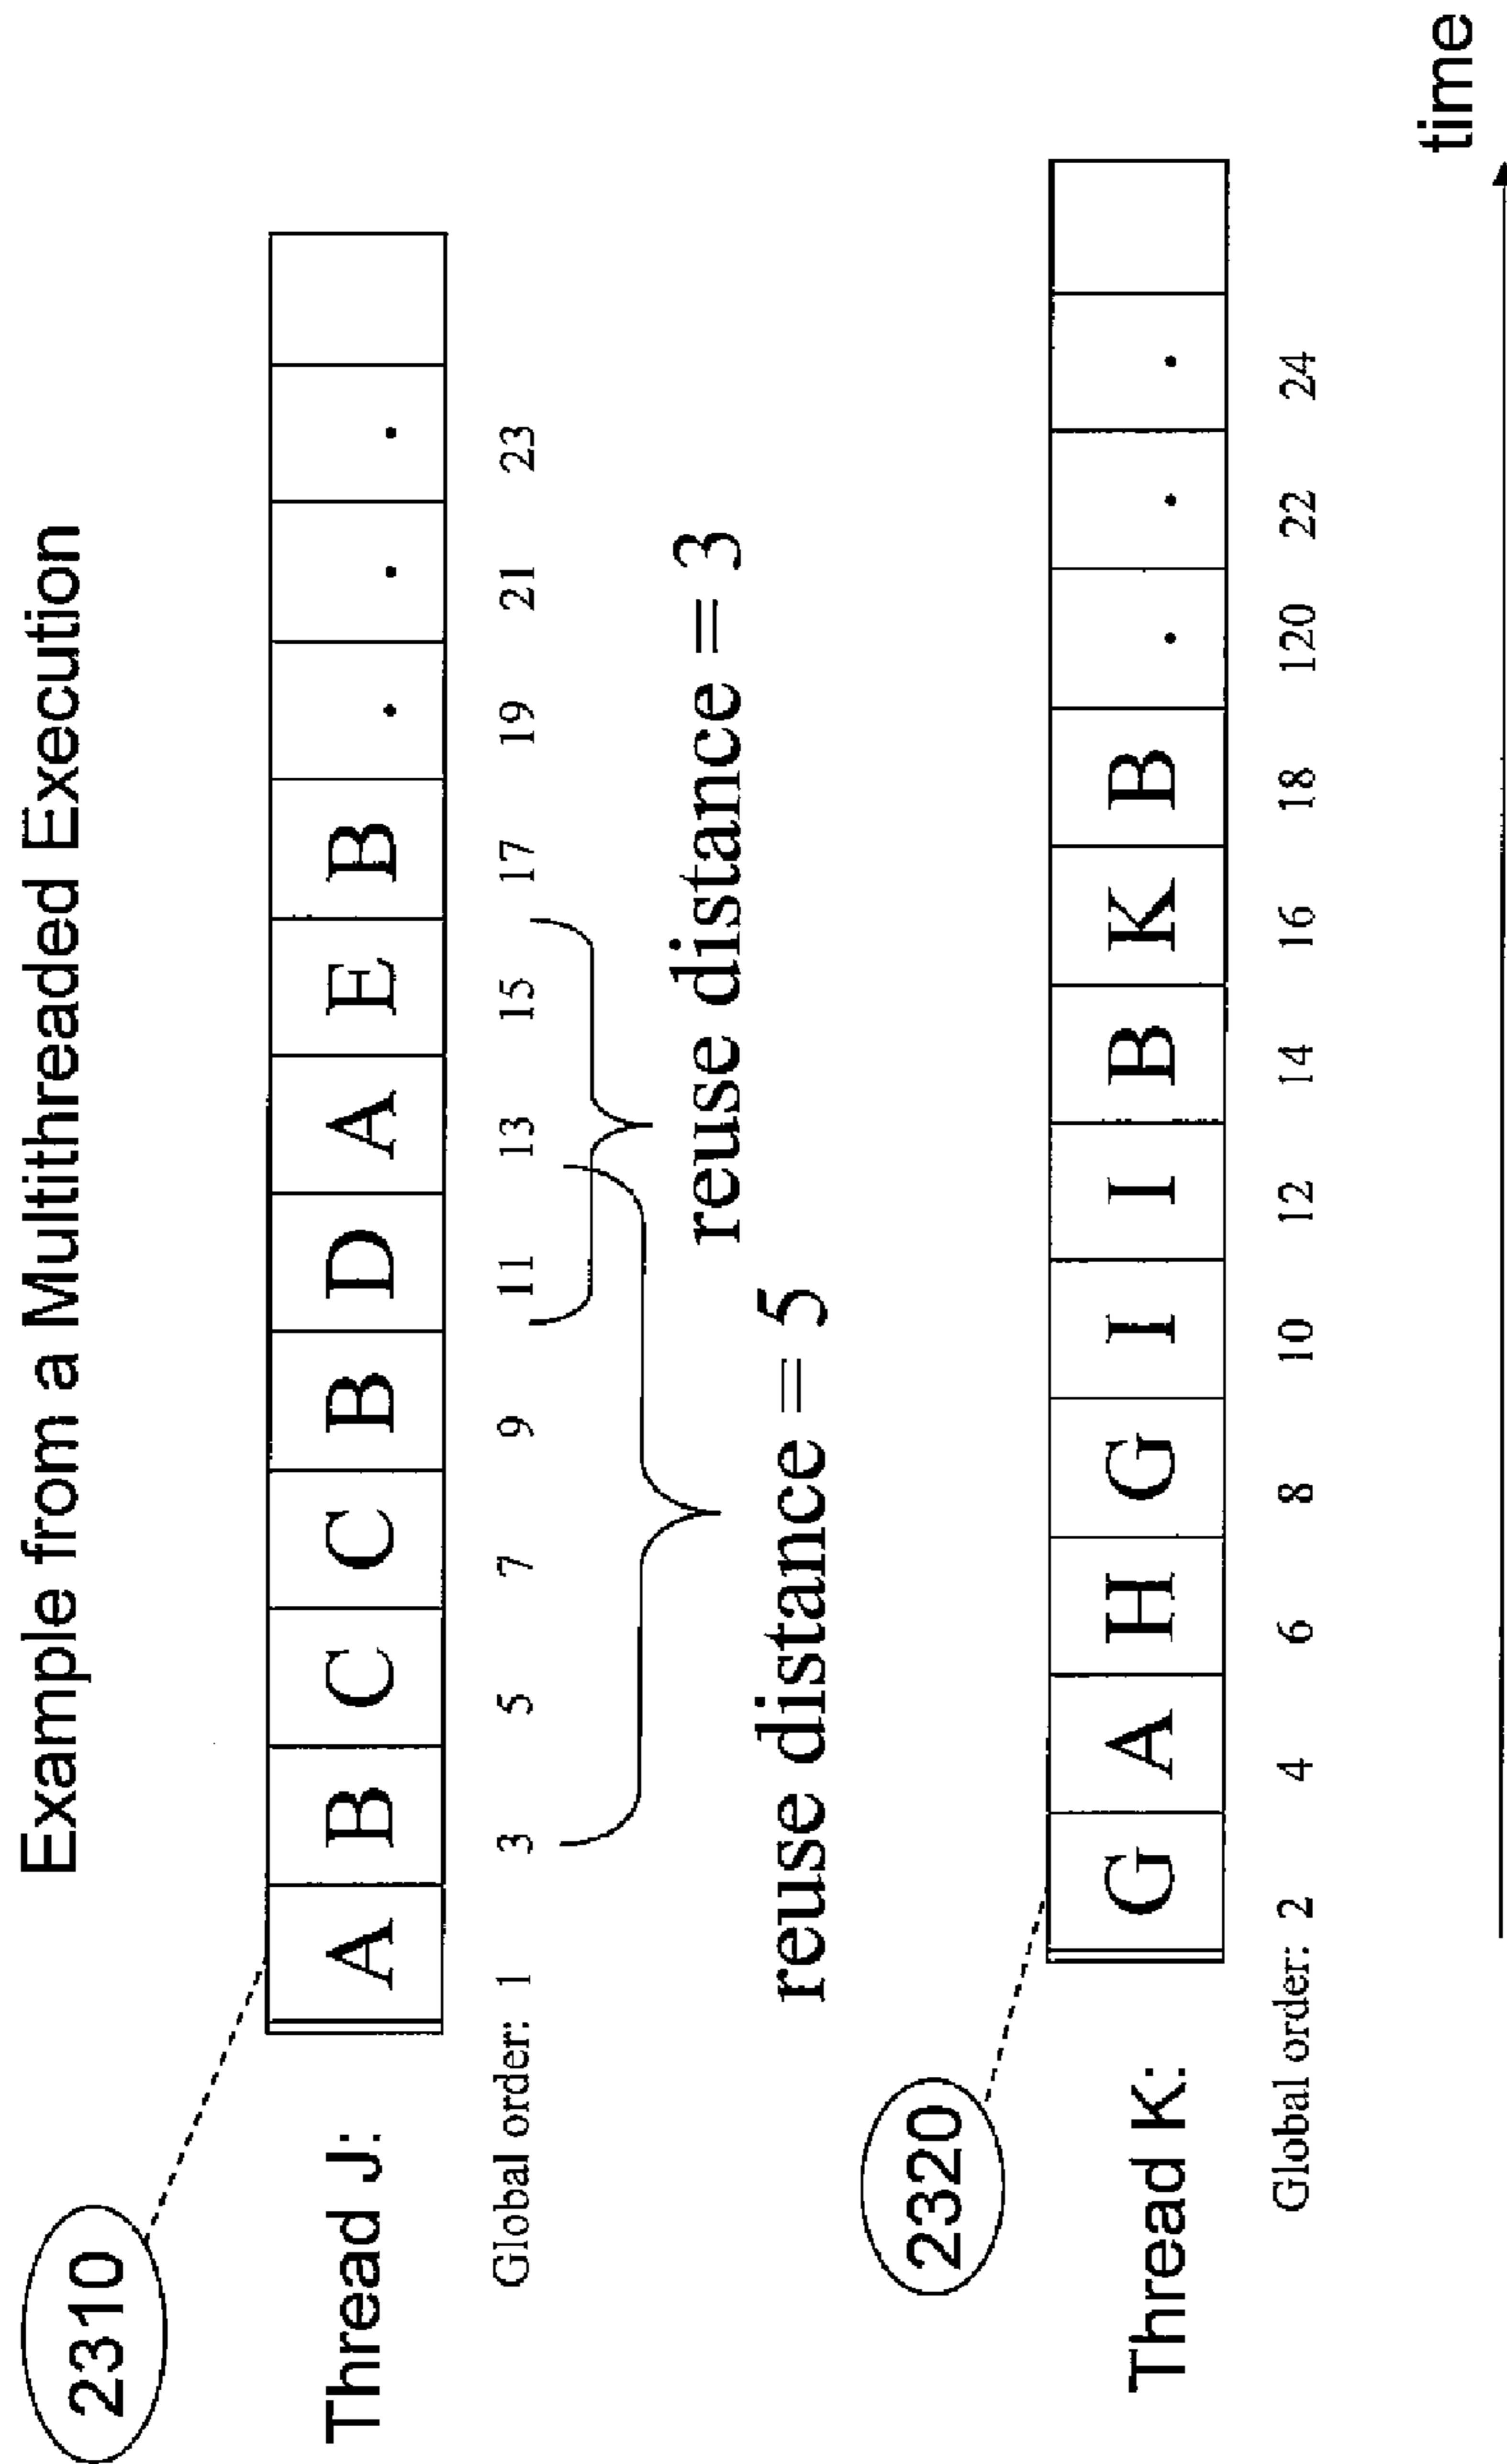 Example from a Multithreaded Execution
2310
Thread J: A B C C B D A E B . . .
Global order: 1 3 5 7 9 11 13 15 17 19 21 23
reuse distance = 3
reuse distance = 5
2320
Thread K: G A H G I I B K B . . .
Global order: 2 4 6 8 10 12 14 16 18 120 22 24
time